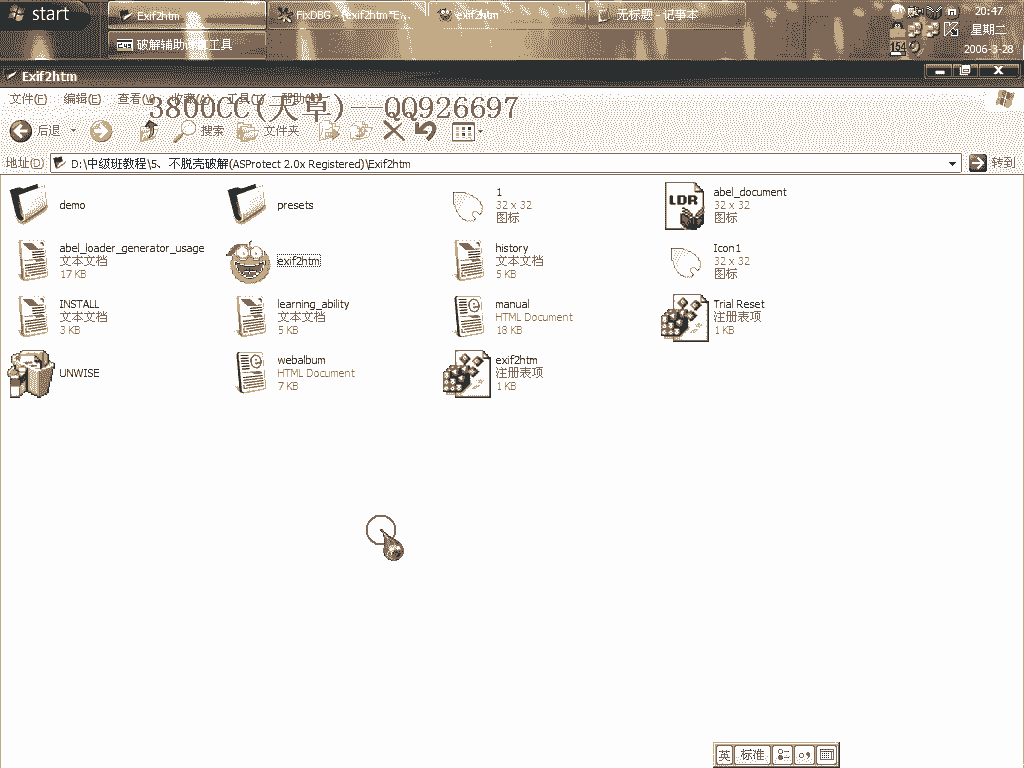 start
Exif2htm
FixDBG - [exif2htm*E\...
exif2htm
无标题 - 记事本
20:47
破解辅助计算工具
星期二
154
2006-3-28
Exif2htm
文件(F) 编辑(E) 查看(V) 收藏(A) 工具(T) 帮助(H)
3800CC(天草)--QQ926697
后退
搜索
文件夹
地址(D)
D:\中级班教程\5、不脱壳破解(ASProtect 2.0x Registered)\Exif2htm
转到
demo
presets
1
32 x 32
图标
abel_document
32 x 32
图标
LDR
abel_loader_generator_usage
文本文档
17 KB
exif2htm
history
文本文档
5 KB
Icon1
32 x 32
图标
INSTALL
文本文档
3 KB
learning_ability
文本文档
5 KB
manual
HTML Document
18 KB
Trial Reset
注册表项
1 KB
UNWISE
webalbum
HTML Document
7 KB
exif2htm
注册表项
1 KB
英 标准